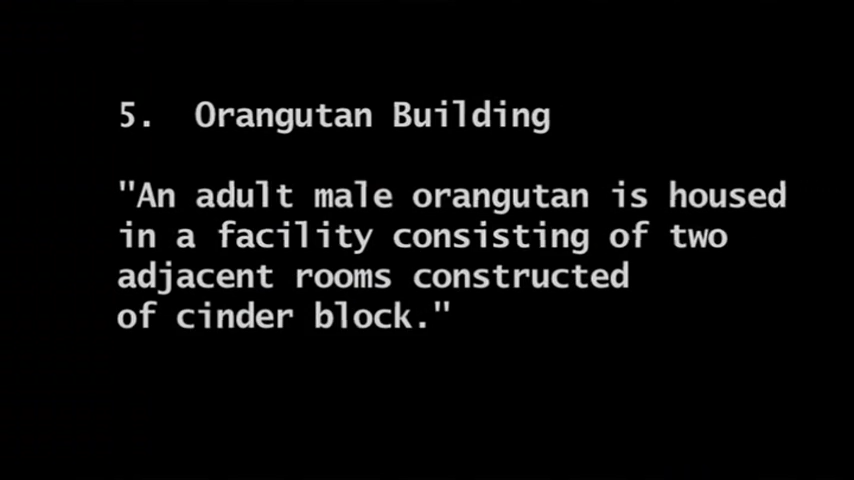 5.  Orangutan Building
"An adult male orangutan is housed
in a facility consisting of two
adjacent rooms constructed
of cinder block."